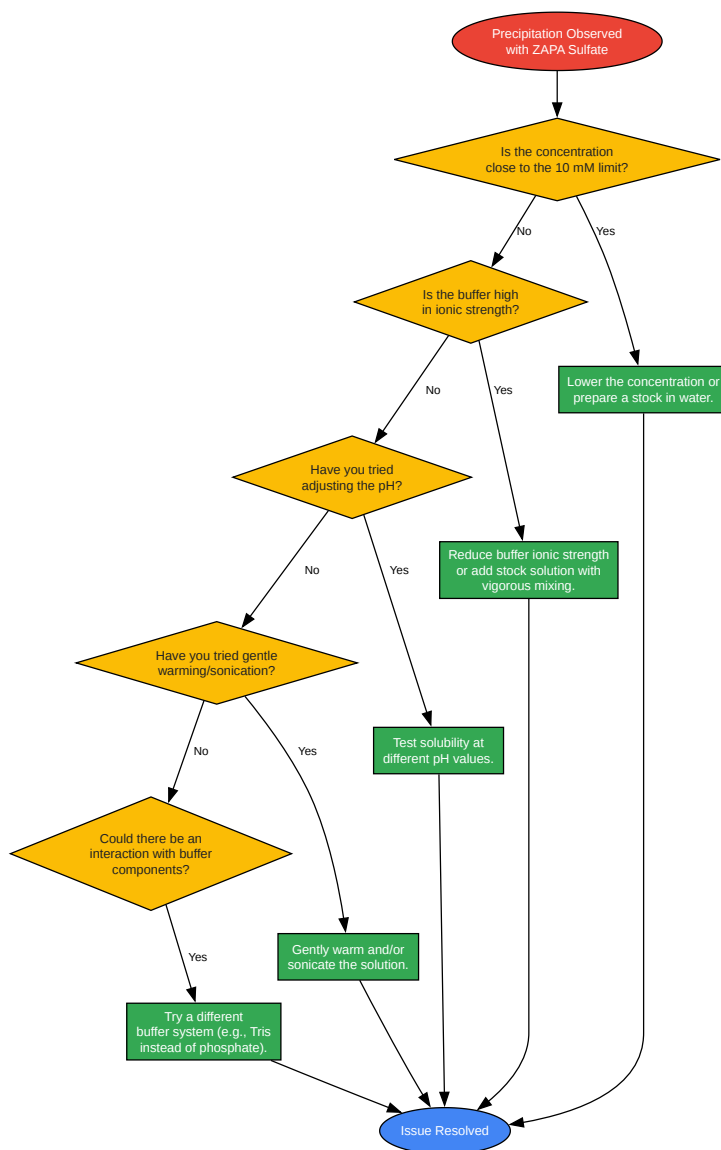 Precipitation Observed
with ZAPA Sulfate
Is the concentration
close to the 10 mM limit?
No
Yes
Is the buffer high
in ionic strength?
Lower the concentration or
prepare a stock in water.
No
Yes
Have you tried
adjusting the pH?
Reduce buffer ionic strength
or add stock solution with
vigorous mixing.
No
Yes
Have you tried gentle
warming/sonication?
Test solubility at
different pH values.
No
Yes
Could there be an
interaction with buffer
components?
Gently warm and/or
sonicate the solution.
Yes
Try a different
buffer system (e.g., Tris
instead of phosphate).
Issue Resolved